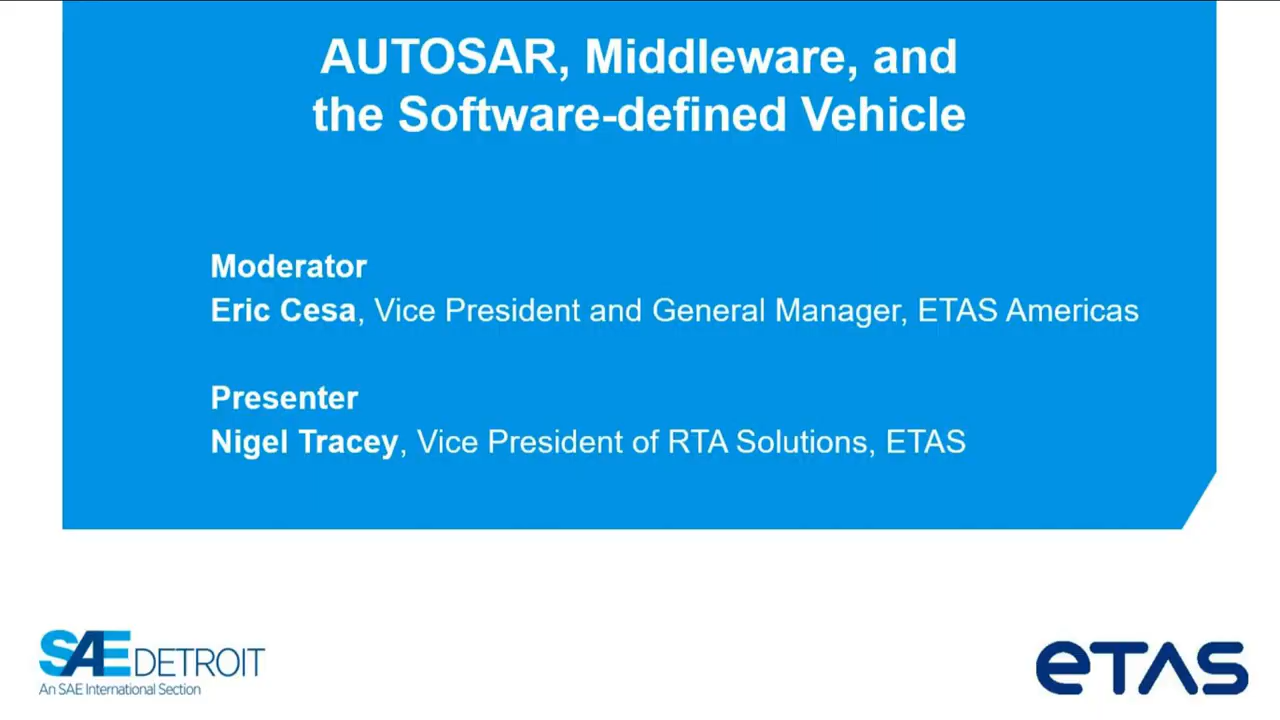 AUTOSAR, Middleware, and
the Software-defined Vehicle
Moderator
Eric Cesa, Vice President and General Manager, ETAS Americas
Presenter
Nigel Tracey, Vice President of RTA Solutions, ETAS
SAE DETROIT
An SAE International Section
eTAS